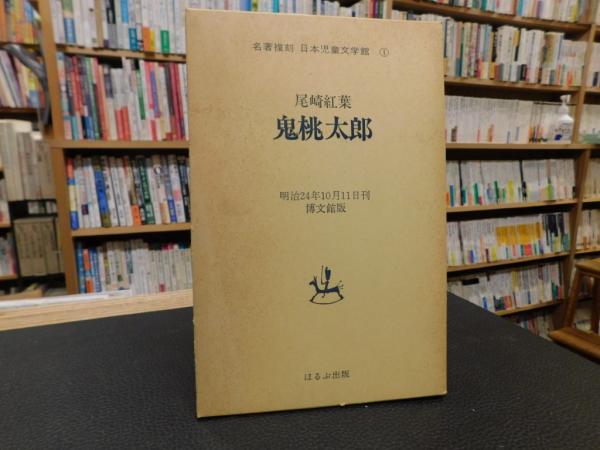 名著復刻 日本児童文学館 ①
尾崎紅葉
鬼桃太郎
明治24年10月11日刊
博文館版
ほるぷ出版